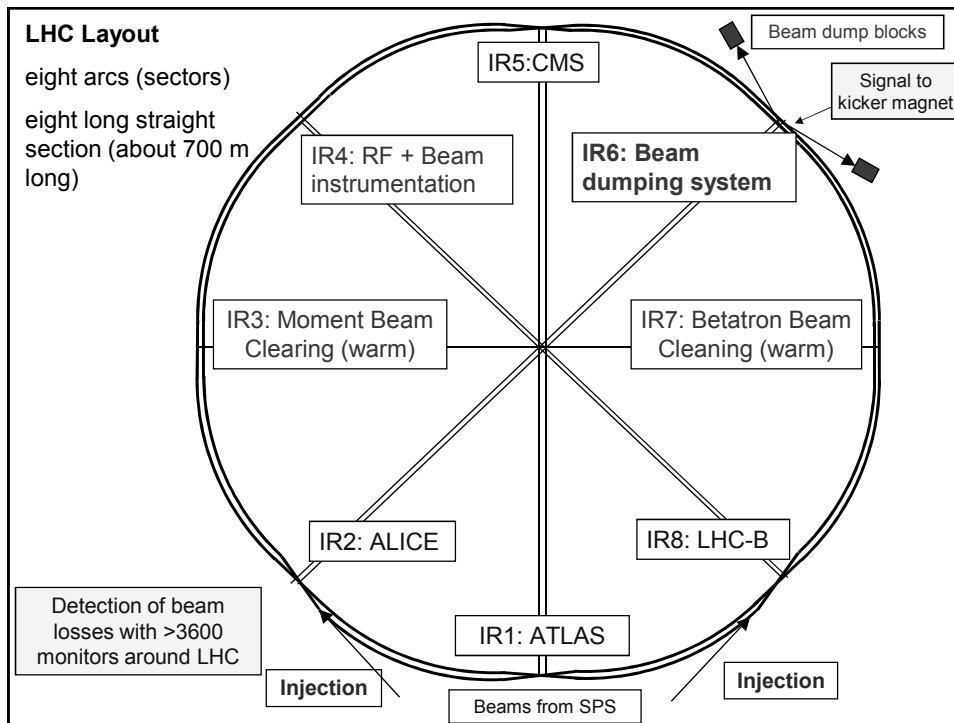 LHC Layout
eight arcs (sectors)
eight long straight
section (about 700 m
long)
IR5:CMS
Beam dump blocks
Signal to
kicker magnet
IR4: RF + Beam
instrumentation
IR6: Beam
dumping system
IR3: Moment Beam
Clearing (warm)
IR7: Betatron Beam
Cleaning (warm)
IR2: ALICE
IR8: LHC-B
Detection of beam
losses with >3600
monitors around LHC
IR1: ATLAS
Injection
Beams from SPS
Injection